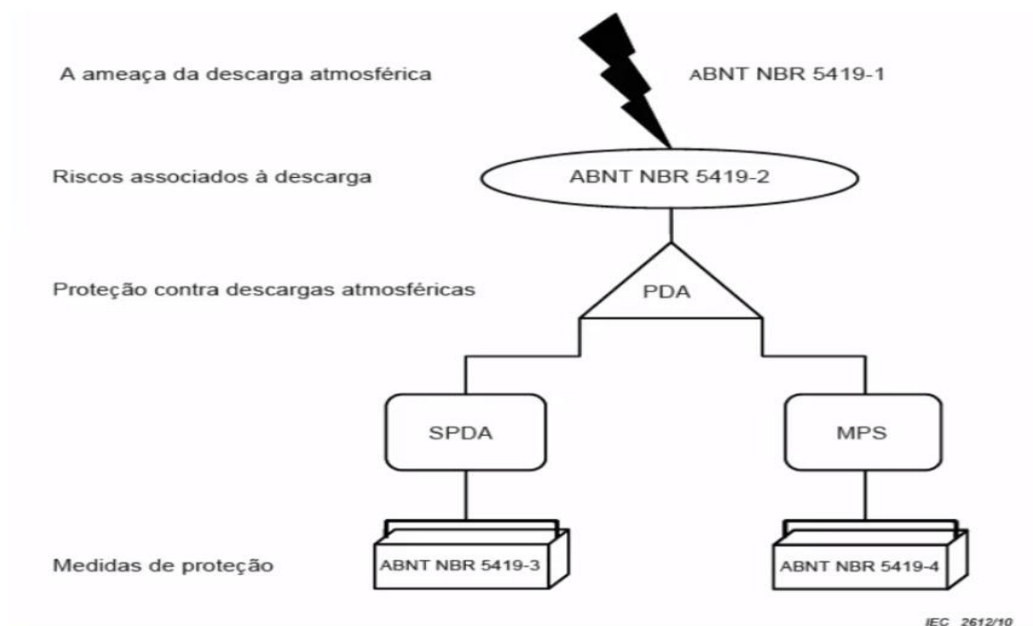 A ameaça da descarga atmosférica
ABNT NBR 5419-1
Riscos associados à descarga
ABNT NBR 5419-2
Proteção contra descargas atmosféricas
PDA
SPDA
MPS
Medidas de proteção
ABNT NBR 5419-3
ABNT NBR 5419-4
IEC 2612/10